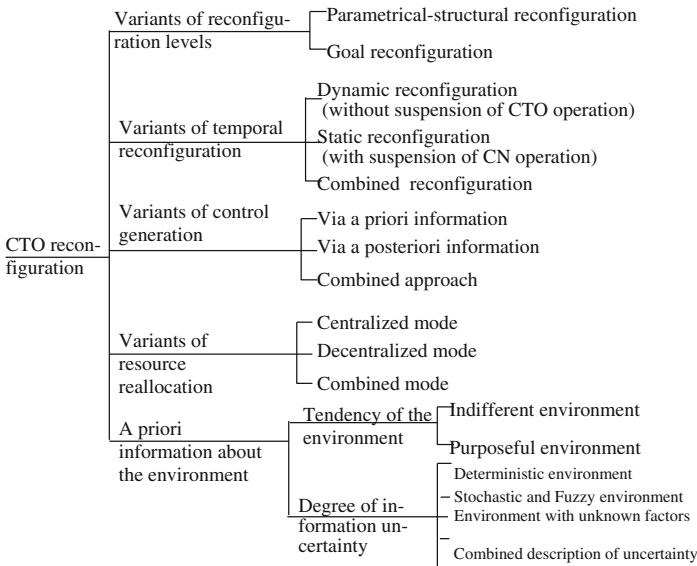 Variants of reconfigu-
ration levels
Parametrical-structural reconfiguration
Goal reconfiguration
Variants of temporal
reconfiguration
Dynamic reconfiguration
(without suspension of CTO operation)
Static reconfiguration
(with suspension of CN operation)
Combined reconfiguration
Variants of control
generation
Via a priori information
Via a posteriori information
Combined approach
CTO recon-
figuration
Variants of
resource
reallocation
Centralized mode
Decentralized mode
Combined mode
A priori
information about
the environment
Tendency of the
environment
Indifferent environment
Purposeful environment
Degree of in-
formation un-
certainty
Deterministic environment
Stochastic and Fuzzy environment
Environment with unknown factors
Combined description of uncertainty